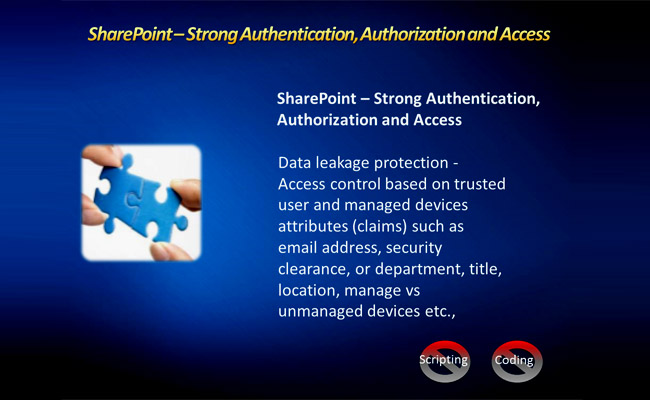 SharePoint – Strong Authentication, Authorization and Access
SharePoint – Strong Authentication,
Authorization and Access
Data leakage protection -
Access control based on trusted
user and managed devices
attributes (claims) such as
email address, security
clearance, or department, title,
location, manage vs
unmanaged devices etc.,
Scripting
Coding